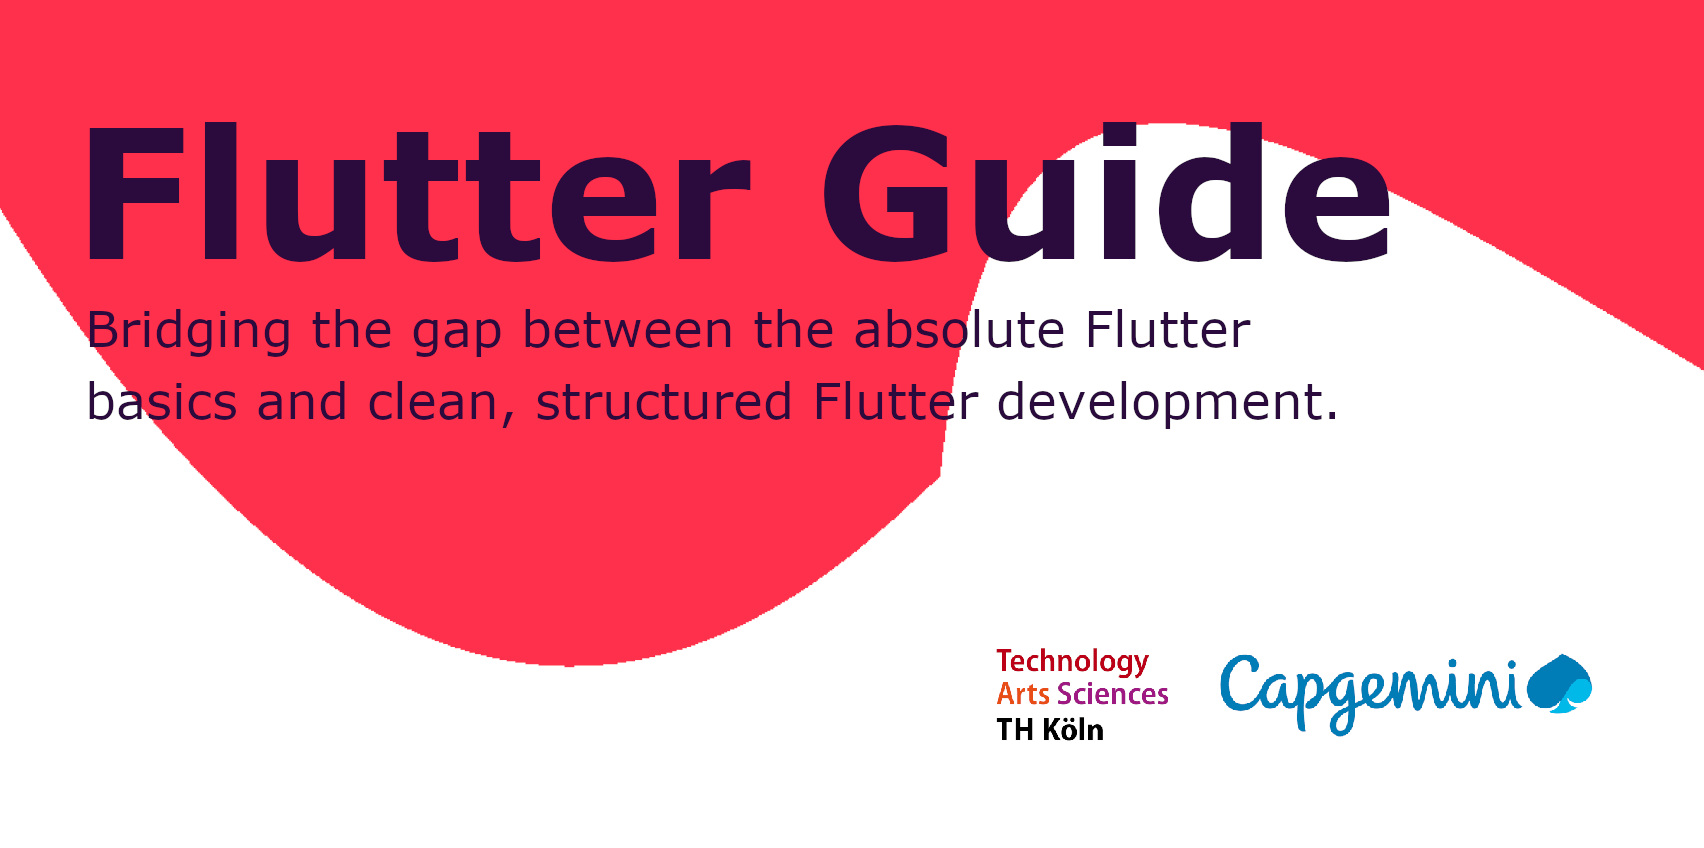 Flutter Guide
Bridging the gap between the absolute Flutter
basics and clean, structured Flutter development.
Technology
Arts Sciences
TH Köln
Capgemini